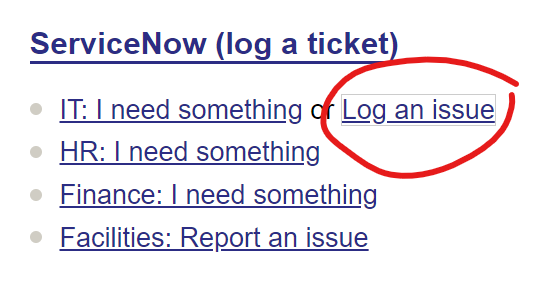 ServiceNow (log a ticket)
IT: I need something or Log an issue
HR: I need something
Finance: I need something
Facilities: Report an issue